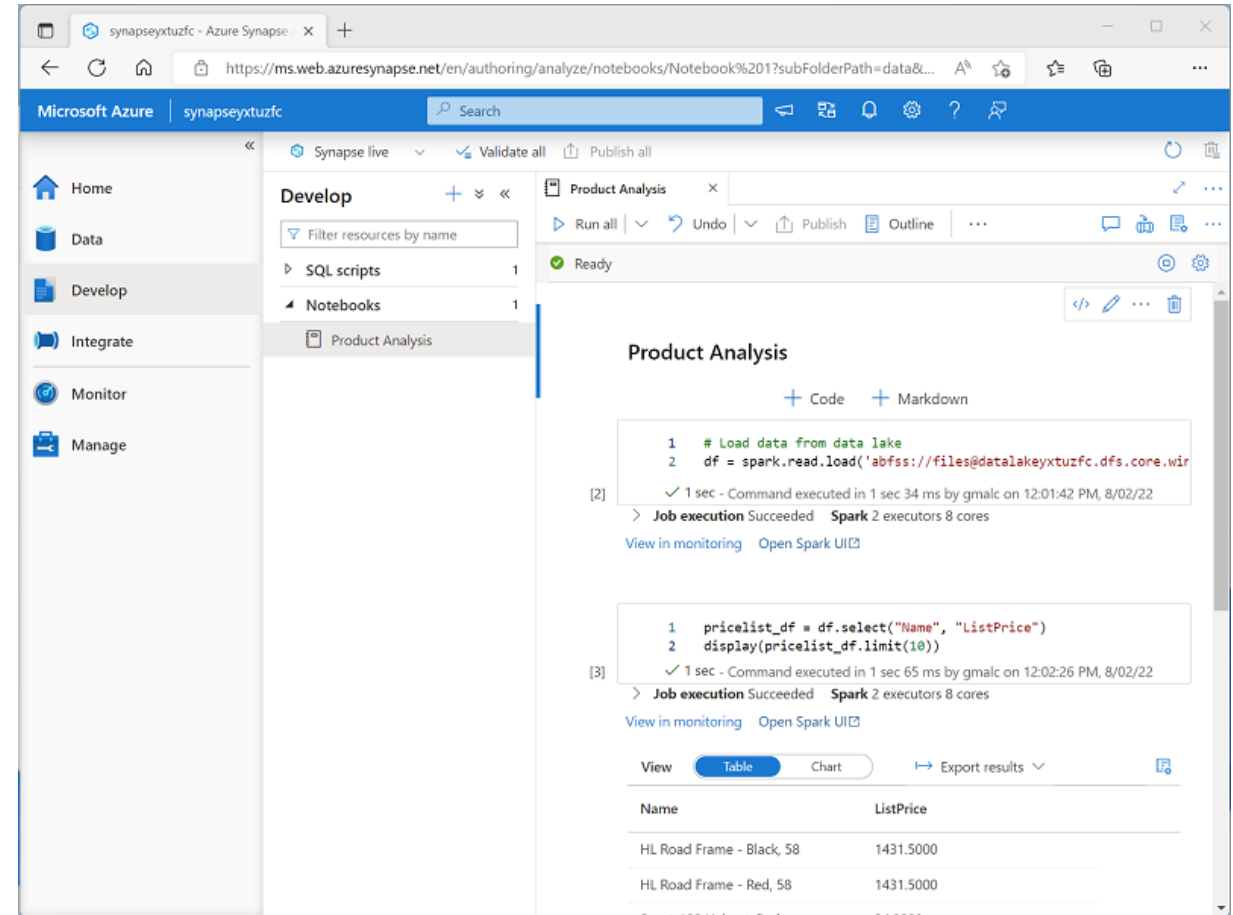 synapseyxtuzfc - Azure Synapse
https://ms.web.azuresynapse.net/en/authoring/analyze/notebooks/Notebook%201?subFolderPath=data&...
Microsoft Azure synapseyxtuzfc Search
Synapse live Validate all Publish all
Home
Data
Develop
Integrate
Monitor
Manage
Develop
Filter resources by name
SQL scripts 1
Notebooks 1
Product Analysis
Product Analysis
Run all Undo Publish Outline ...
Ready
Product Analysis
+ Code + Markdown
1 # Load data from data lake
2 df = spark.read.load('abfss://files@datalakeyxtuzfc.dfs.core.wir
[2] 1 sec - Command executed in 1 sec 34 ms by gmalc on 12:01:42 PM, 8/02/22
> Job execution Succeeded Spark 2 executors 8 cores
View in monitoring Open Spark UI
1 pricelist_df = df.select("Name", "ListPrice")
2 display(pricelist_df.limit(10))
[3] 1 sec - Command executed in 1 sec 65 ms by gmalc on 12:02:26 PM, 8/02/22
> Job execution Succeeded Spark 2 executors 8 cores
View in monitoring Open Spark UI
View Table Chart Export results
Name ListPrice
HL Road Frame - Black, 58 1431.5000
HL Road Frame - Red, 58 1431.5000